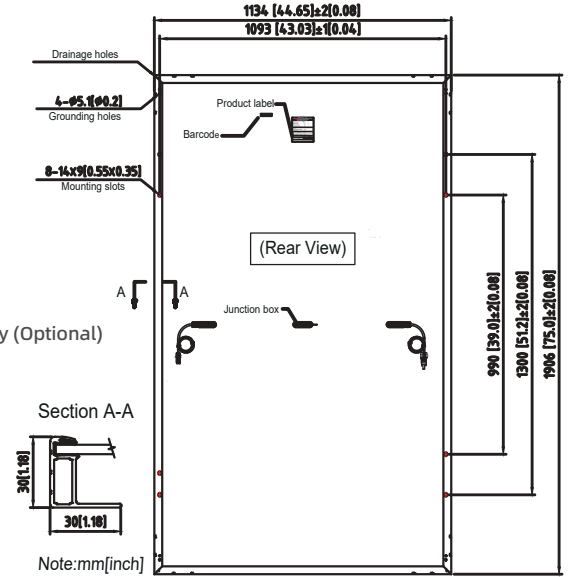 1134 [44.65]±2[0.08]
1093 [43.03]±1[0.04]
Drainage holes
4-Ø5.1[Ø0.2]
Grounding holes
Product label
Barcode
8-14X9[0.55X0.35]
Mounting slots
(Rear View)
A
A
Junction box
y (Optional)
990 [39.0]±2[0.08]
1300 [51.2]±2[0.08]
1906 [75.0]±2[0.08]
Section A-A
30[1.18]
30[1.18]
Note:mm[inch]